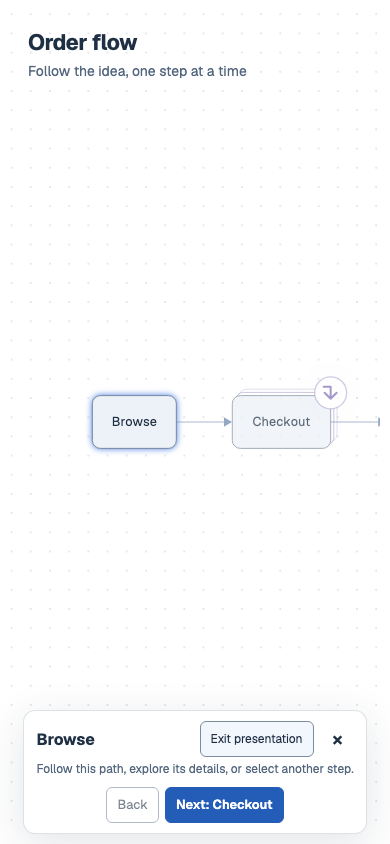 Order flow
Follow the idea, one step at a time
Browse
Checkout
Browse
Exit presentation
×
Follow this path, explore its details, or select another step.
Back
Next: Checkout